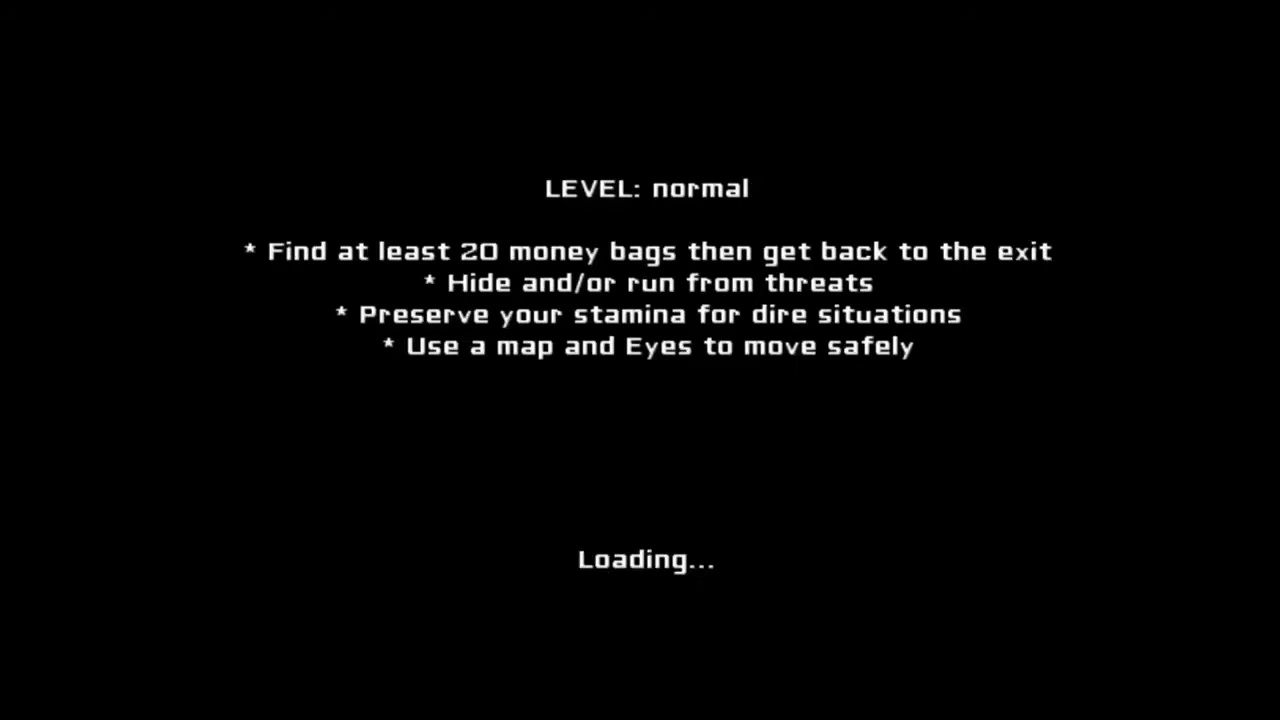 LEVEL: normal
* Find at least 20 money bags then get back to the exit
* Hide and/or run from threats
* Preserve your stamina for dire situations
* Use a map and Eyes to move safely
Loading...